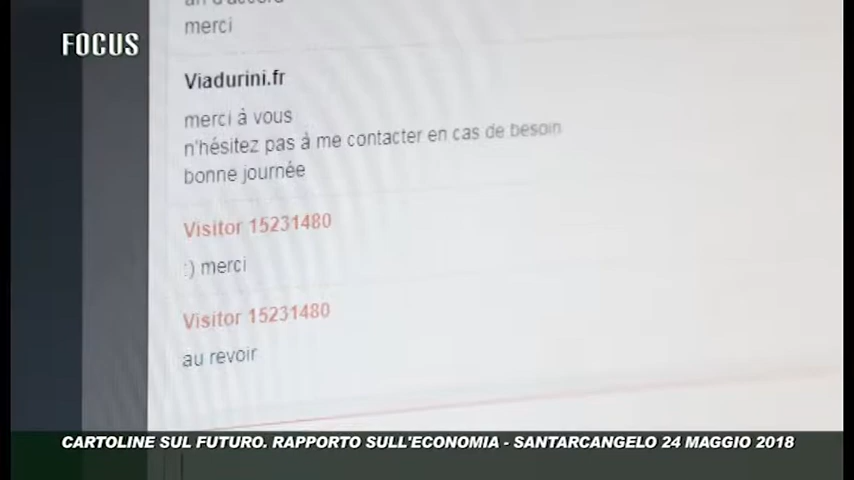 FOCUS
merci
Viadurini.fr
merci à vous
n'hésitez pas à me contacter en cas de besoin
bonne journée
Visitor 15231480
:) merci
Visitor 15231480
au revoir
CARTOLINE SUL FUTURO. RAPPORTO SULL'ECONOMIA - SANTARCANGELO 24 MAGGIO 2018